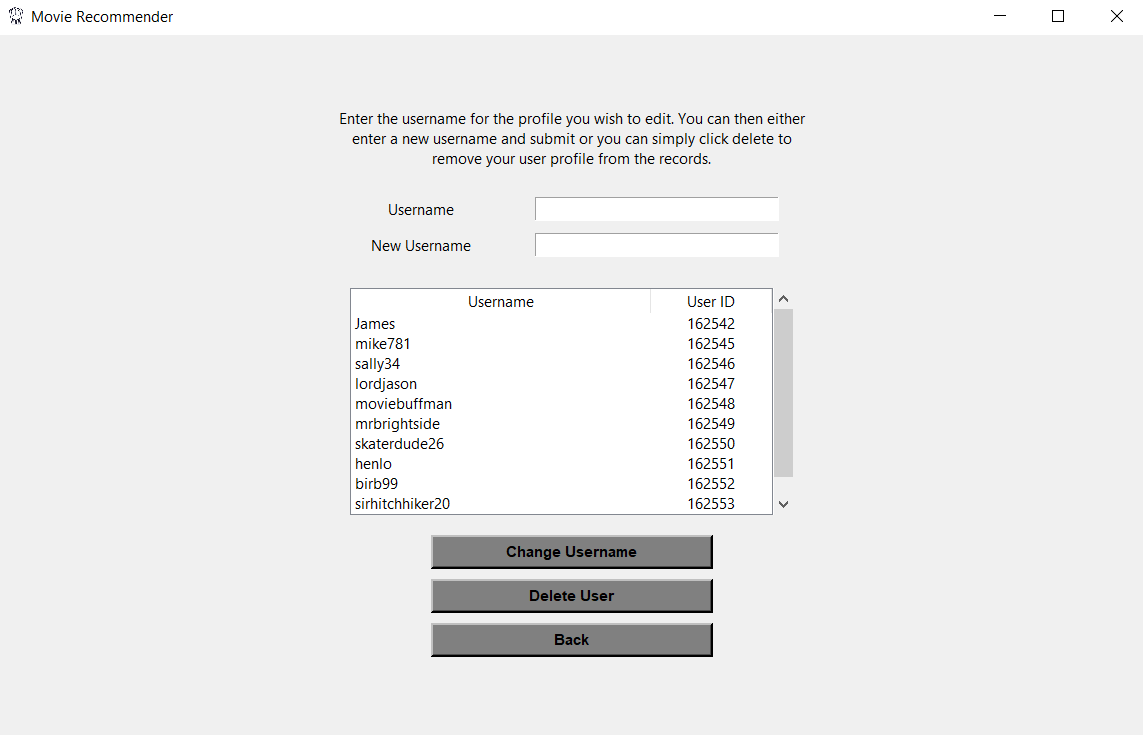 Movie Recommender
Enter the username for the profile you wish to edit. You can then either
enter a new username and submit or you can simply click delete to
remove your user profile from the records.
Username
New Username
Username User ID
James 162542
mike781 162545
sally34 162546
lordjason 162547
moviebuffman 162548
mrbrightside 162549
skaterdude26 162550
henlo 162551
birb99 162552
sirhitchhiker20 162553
Change Username
Delete User
Back